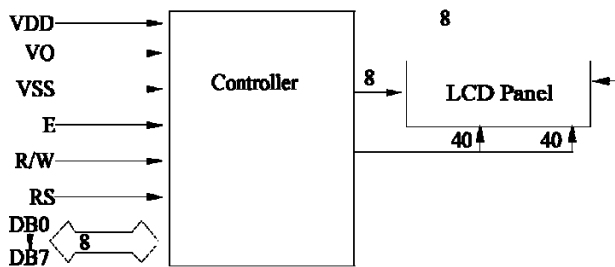 VDD
VO
VSS
E
R/W
RS
DB0
DB7
8
Controller
8
8
LCD Panel
40
40